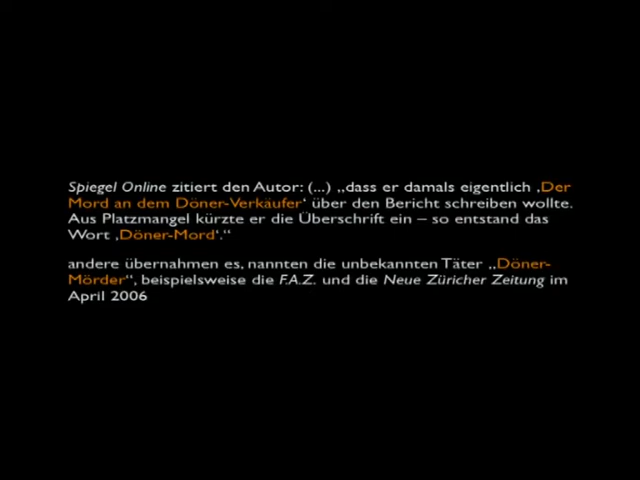 Spiegel Online zitiert den Autor: (...) „dass er damals eigentlich ‚Der
Mord an dem Döner-Verkäufer‘ über den Bericht schreiben wollte.
Aus Platzmangel kürzte er die Überschrift ein – so entstand das
Wort ‚Döner-Mord‘.“
andere übernahmen es, nannten die unbekannten Täter „Döner-
Mörder“, beispielsweise die F.A.Z. und die Neue Züricher Zeitung im
April 2006